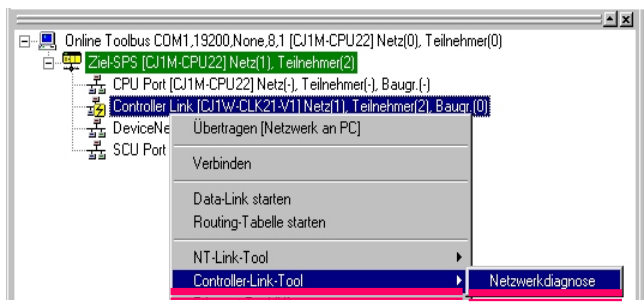 Online Toolbus COM1,19200,None,8,1 [CJ1M-CPU22] Netz(0), Teilnehmer(0)
Ziel-SPS [CJ1M-CPU22] Netz(1), Teilnehmer(2)
CPU Port [CJ1M-CPU22] Netz(-), Teilnehmer(-), Baugr.(-)
Controller Link [CJ1W-CLK21-V1] Netz(1), Teilnehmer(2), Baugr.(0)
DeviceNe
SCU Port
Übertragen [Netzwerk an PC]
Verbinden
Data-Link starten
Routing-Tabelle starten
NT-Link-Tool
Controller-Link-Tool
Netzwerkdiagnose